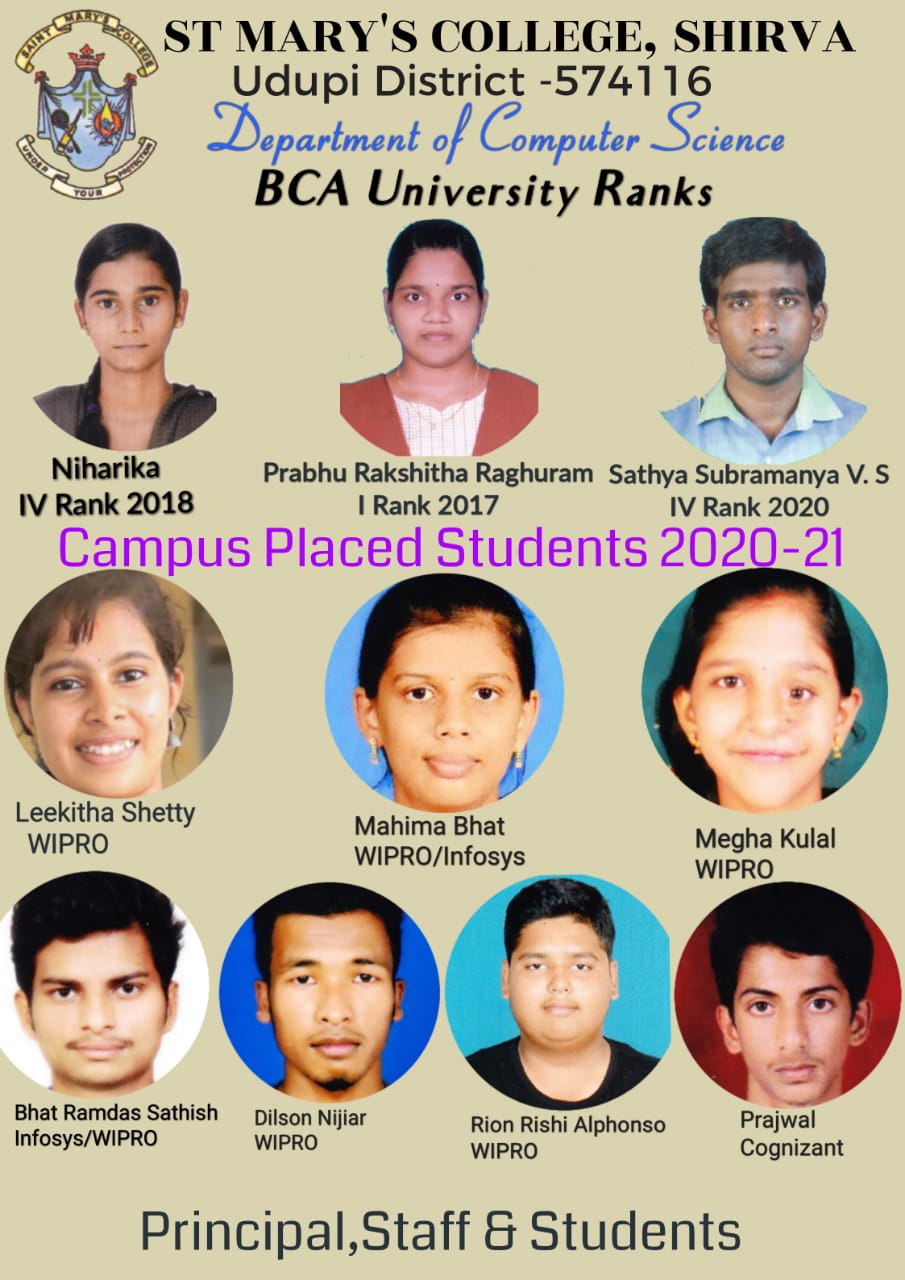 SAINT MARY'S COLLEGE
UNDER YOUR PROTECTION
ST MARY'S COLLEGE, SHIRVA
Udupi District -574116
Department of Computer Science
BCA University Ranks
Niharika
IV Rank 2018
Prabhu Rakshitha Raghuram
I Rank 2017
Sathya Subramanya V. S
IV Rank 2020
Campus Placed Students 2020-21
Leekitha Shetty
WIPRO
Mahima Bhat
WIPRO/Infosys
Megha Kulal
WIPRO
Bhat Ramdas Sathish
Infosys/WIPRO
Dilson Nijiar
WIPRO
Rion Rishi Alphonso
WIPRO
Prajwal
Cognizant
Principal,Staff & Students